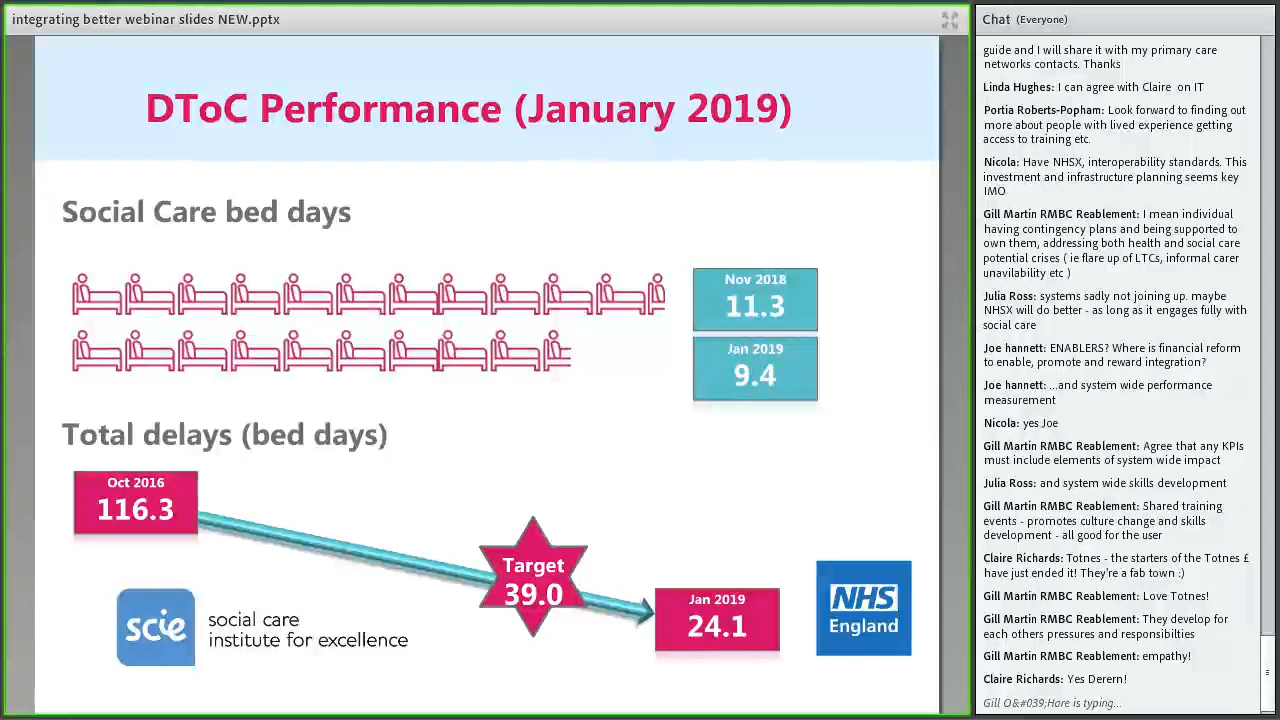 integrating better webinar slides NEW.pptx
DToC Performance (January 2019)
Social Care bed days
Nov 2018
11.3
Jan 2019
9.4
Total delays (bed days)
Oct 2016
116.3
Target
39.0
Jan 2019
24.1
scie
social care
institute for excellence
NHS
England
Chat (Everyone)
guide and I will share it with my primary care
networks contacts. Thanks
Linda Hughes: I can agree with Claire on IT
Portia Roberts-Popham: Look forward to finding out
more about people with lived experience getting
access to training etc.
Nicola: Have NHSX, interoperability standards. This
investment and infrastructure planning seems key
IMO
Gill Martin RMBC Reablement: I mean individual
having contingency plans and being supported to
own them, addressing both health and social care
potential crises ( ie flare up of LTCs, informal carer
unavailability etc )
Julia Ross: systems sadly not joining up. maybe
NHSX will do better - as long as it engages fully with
social care
Joe hannett: ENABLERS? Where is financial reform
to enable, promote and reward integration?
Joe hannett: ...and system wide performance
measurement
Nicola: yes Joe
Gill Martin RMBC Reablement: Agree that any KPIs
must include elements of system wide impact
Julia Ross: and system wide skills development
Gill Martin RMBC Reablement: Shared training
events - promotes culture change and skills
development - all good for the user
Claire Richards: Totnes - the starters of the Totnes £
have just ended it! They're a fab town :)
Gill Martin RMBC Reablement: Love Totnes!
Gill Martin RMBC Reablement: They develop for
each others pressures and responsibilties
Gill Martin RMBC Reablement: empathy!
Claire Richards: Yes Derern!
Gill O&#039;Hare is typing...